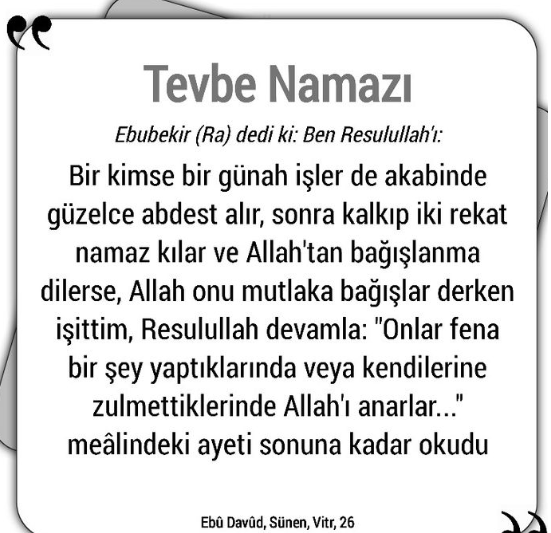 Tevbe Namazı
Ebubekir (Ra) dedi ki: Ben Resulullah'ı:
Bir kimse bir günah işler de akabinde
güzelce abdest alır, sonra kalkıp iki rekat
namaz kılar ve Allah'tan bağışlanma
dilerse, Allah onu mutlaka bağışlar derken
işittim, Resulullah devamla: "Onlar fena
bir şey yaptıklarında veya kendilerine
zulmettiklerinde Allah'ı anarlar..."
meâlindeki ayeti sonuna kadar okudu
Ebû Davûd, Sünen, Vitr, 26